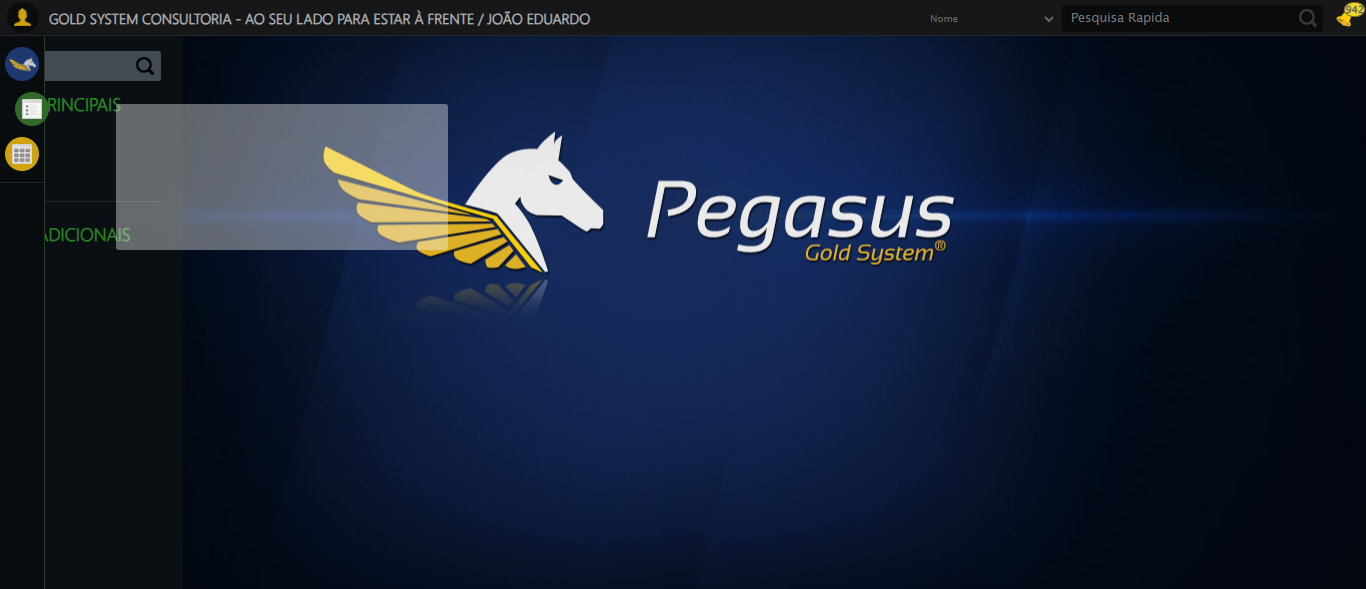 GOLD SYSTEM CONSULTORIA - AO SEU LADO PARA ESTAR À FRENTE / JOÃO EDUARDO
Nome
Pesquisa Rapida
942
RINCIPAIS
ADICIONAIS
Pegasus
Gold System®